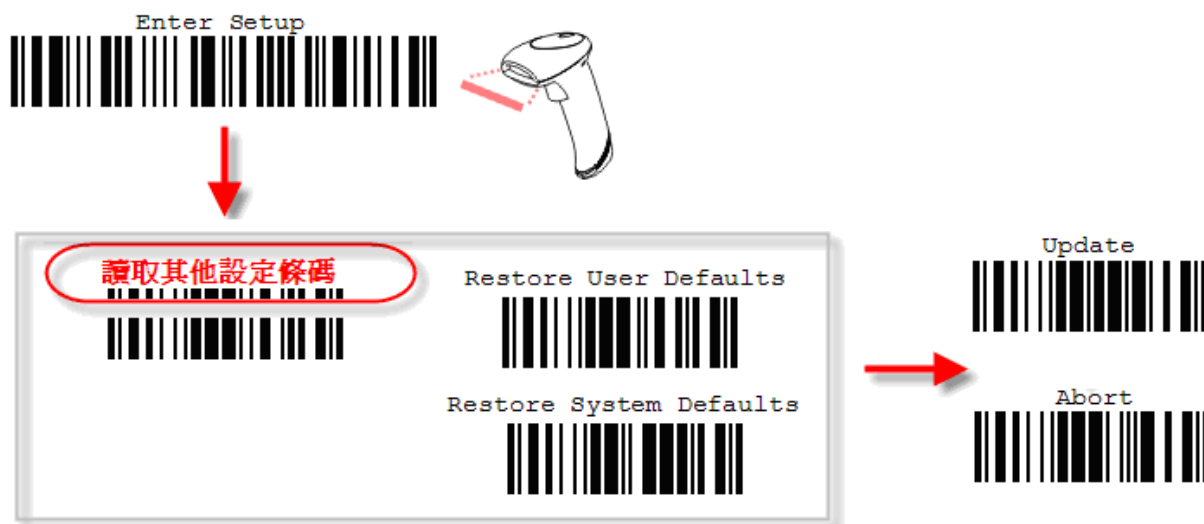 Enter Setup
讀取其他設定條碼
Restore User Defaults
Restore System Defaults
Update
Abort